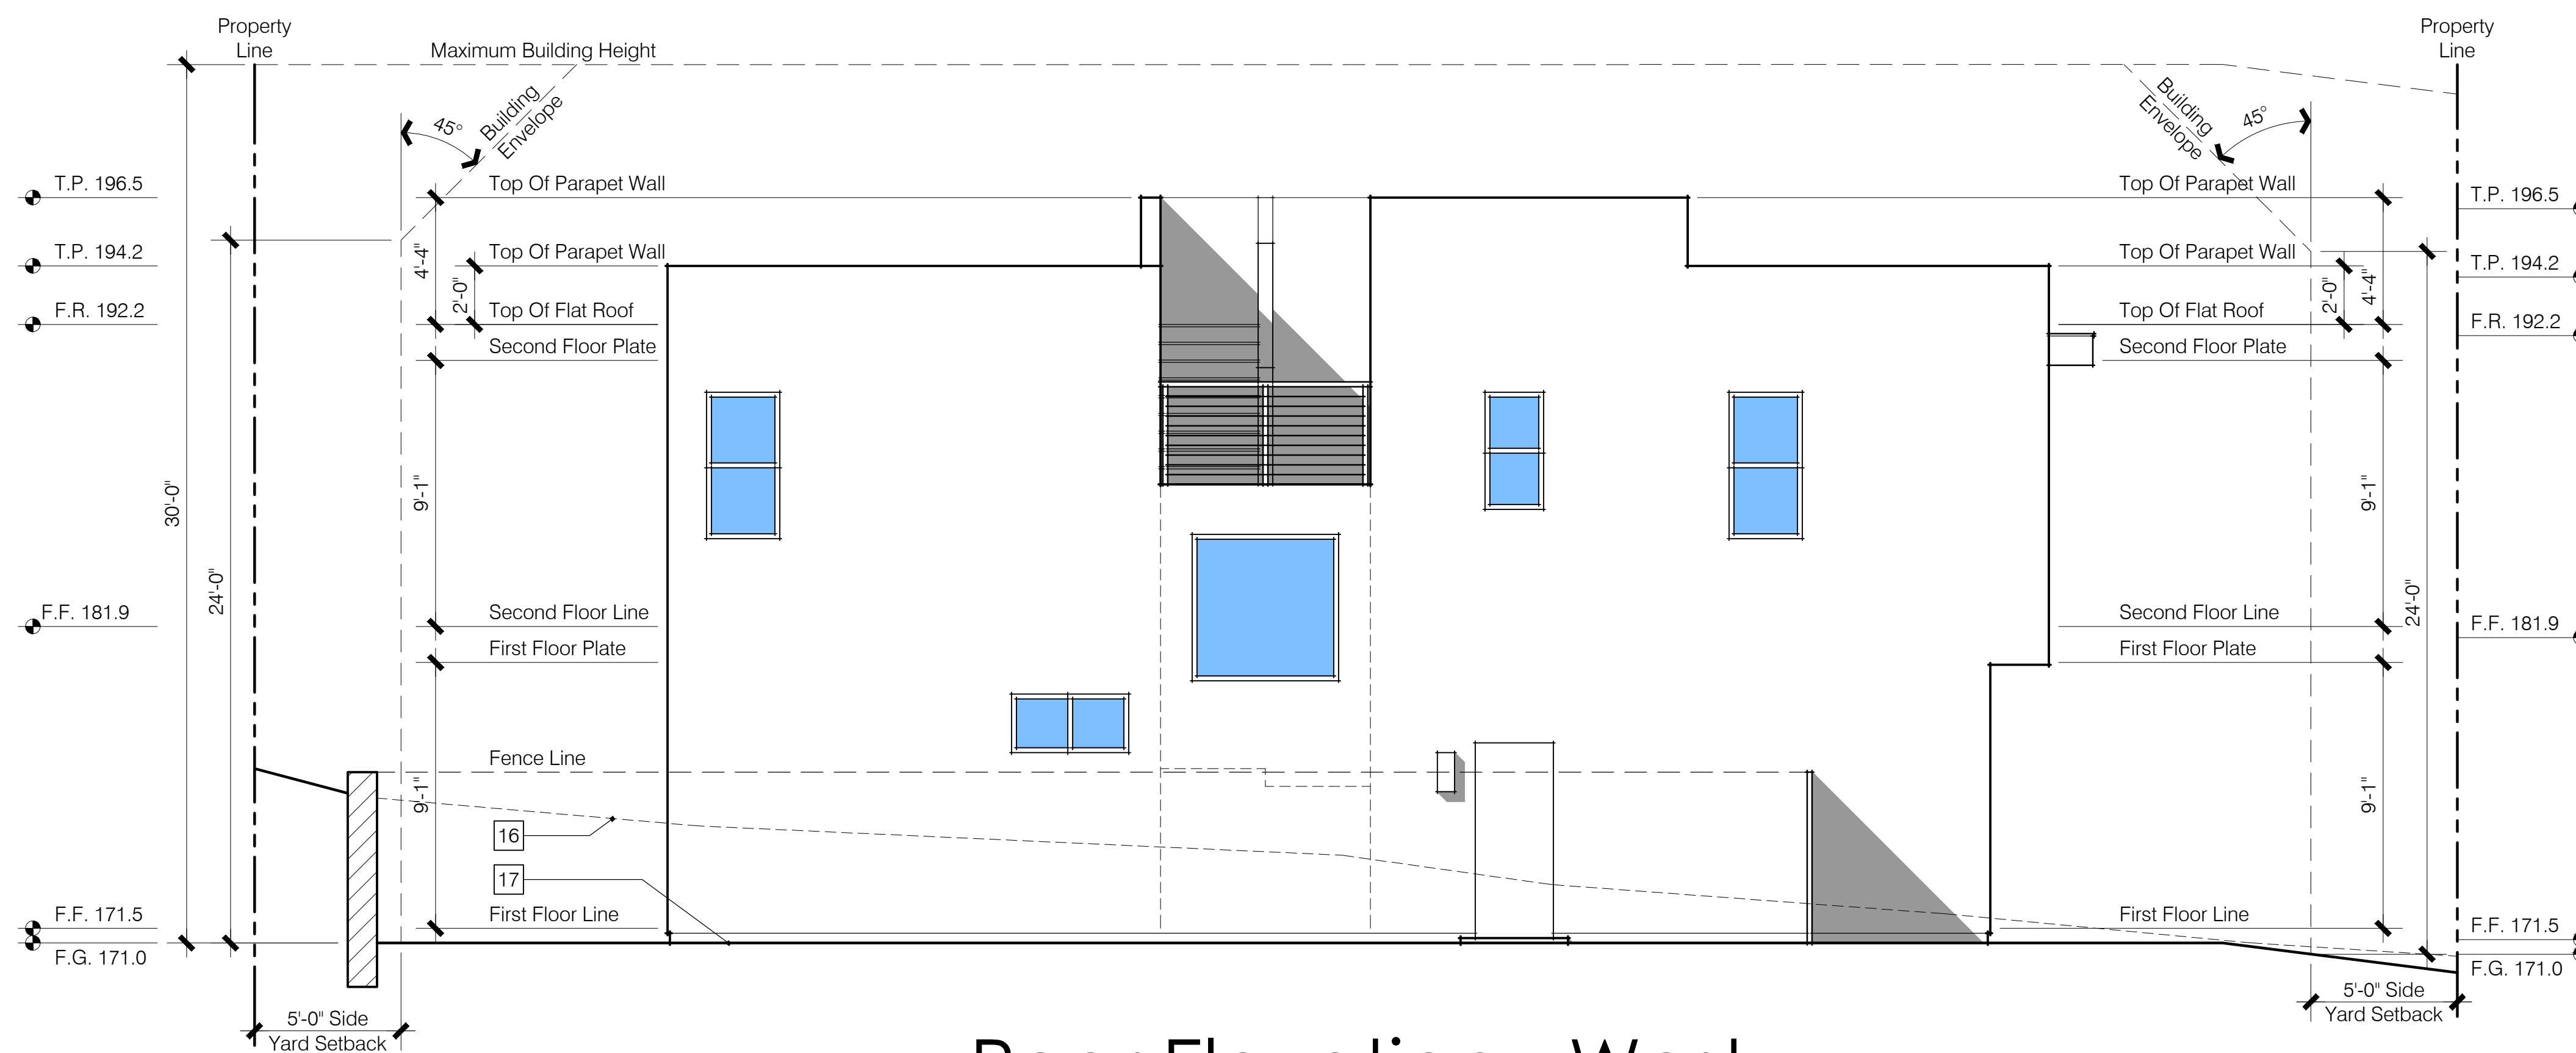 Property
Line
Maximum Building Height
Property
Line
45°
Building
Envelope
Building
Envelope
45°
T.P. 196.5
Top Of Parapet Wall
Top Of Parapet Wall
T.P. 196.5
T.P. 194.2
4'-4"
Top Of Parapet Wall
Top Of Parapet Wall
4'-4"
T.P. 194.2
F.R. 192.2
2'-0"
Top Of Flat Roof
Top Of Flat Roof
2'-0"
F.R. 192.2
Second Floor Plate
Second Floor Plate
30'-0"
24'-0"
9'-1"
9'-1"
24'-0"
F.F. 181.9
Second Floor Line
Second Floor Line
F.F. 181.9
First Floor Plate
First Floor Plate
Fence Line
9'-1"
9'-1"
16
17
F.F. 171.5
First Floor Line
First Floor Line
F.F. 171.5
F.G. 171.0
F.G. 171.0
5'-0" Side
Yard Setback
5'-0" Side
Yard Setback